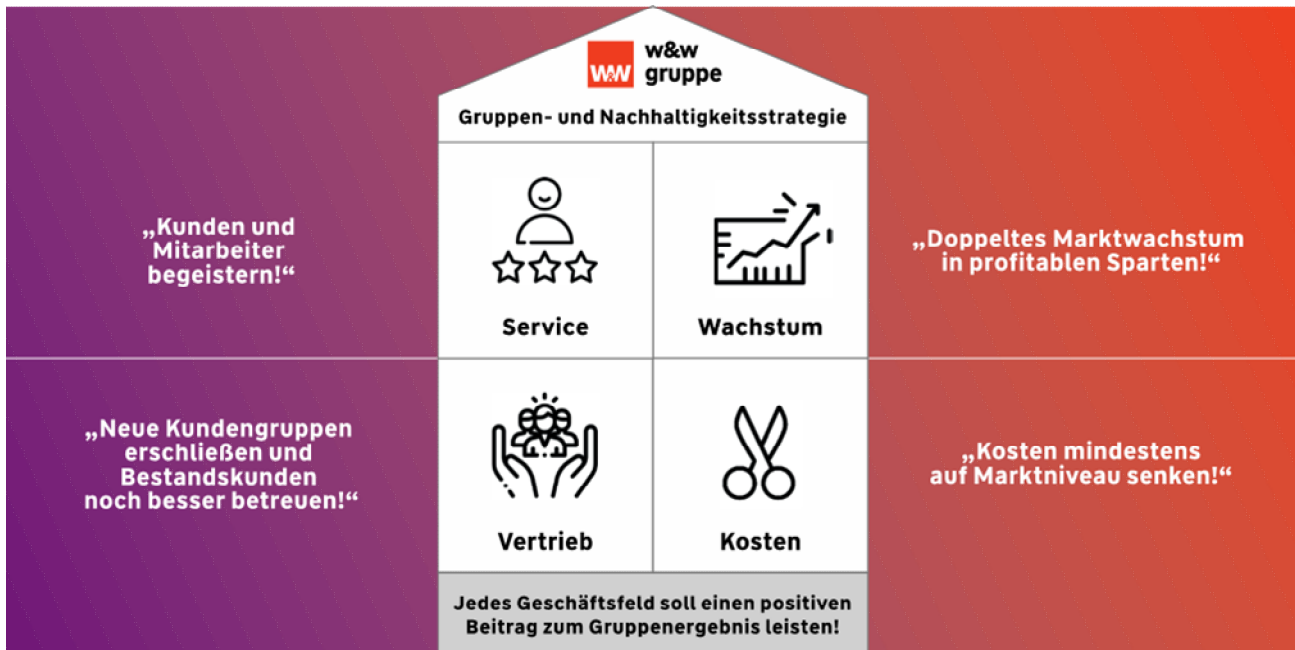 W&W
w&w
gruppe
Gruppen- und Nachhaltigkeitsstrategie
„Kunden und
Mitarbeiter
begeistern!“
Service
Wachstum
„Doppeltes Marktwachstum
in profitablen Sparten!“
„Neue Kundengruppen
erschließen und
Bestandskunden
noch besser betreuen!“
Vertrieb
Kosten
„Kosten mindestens
auf Marktniveau senken!“
Jedes Geschäftsfeld soll einen positiven
Beitrag zum Gruppenergebnis leisten!